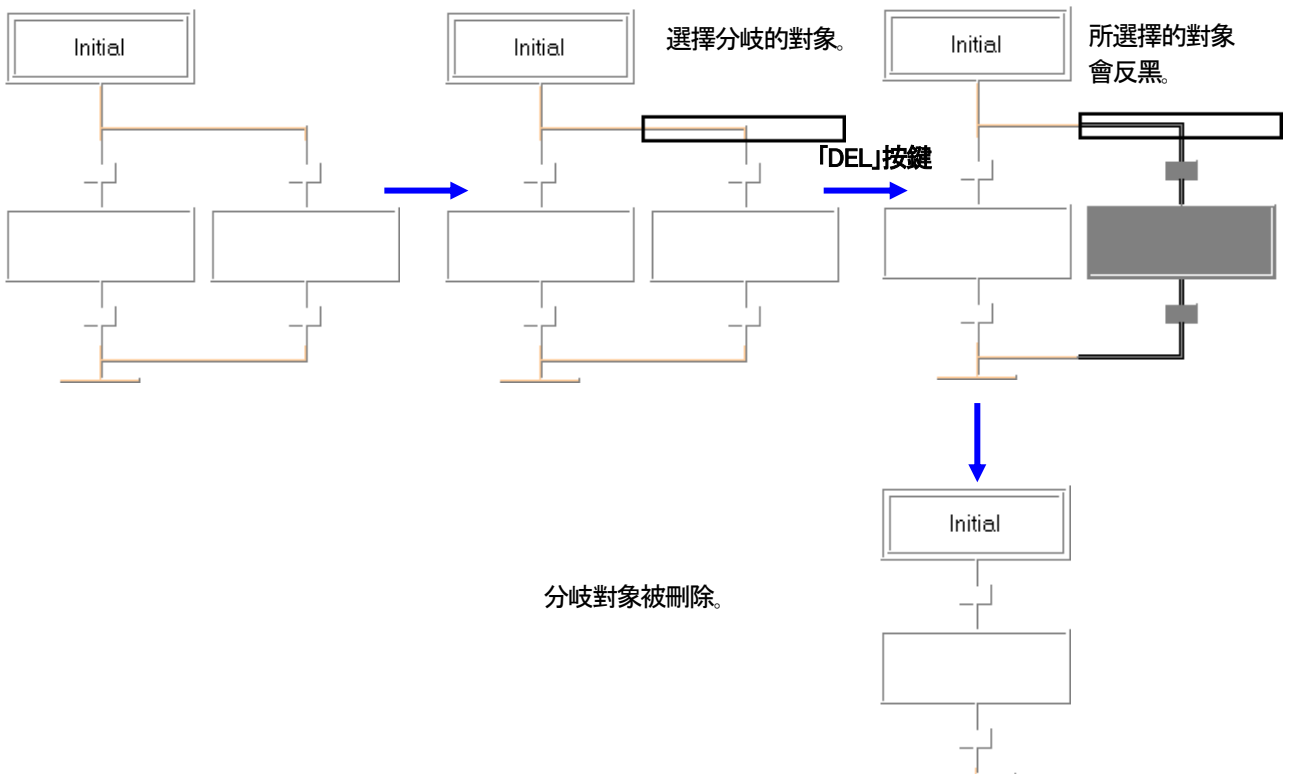 Initial
Initial
選擇分岐的對象。
Initial
所選擇的對象
會反黑。
「DEL」按鍵
Initial
分岐對象被刪除。